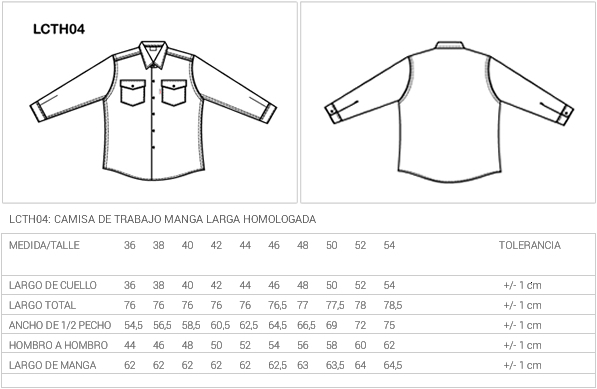 LCTH04
LCTH04: CAMISA DE TRABAJO MANGA LARGA HOMOLOGADA
MEDIDA/TALLE 36 38 40 42 44 46 48 50 52 54 TOLERANCIA
LARGO DE CUELLO 36 38 40 42 44 46 48 50 52 54 +/- 1 cm
LARGO TOTAL 76 76 76 76 76 76,5 77 77,5 78 78,5 +/- 1 cm
ANCHO DE 1/2 PECHO 54,5 56,5 58,5 60,5 62,5 64,5 66,5 69 72 75 +/- 1 cm
HOMBRO A HOMBRO 44 46 48 50 52 54 56 58 60 62 +/- 1 cm
LARGO DE MANGA 62 62 62 62 62 62,5 63 63,5 64 64,5 +/- 1 cm